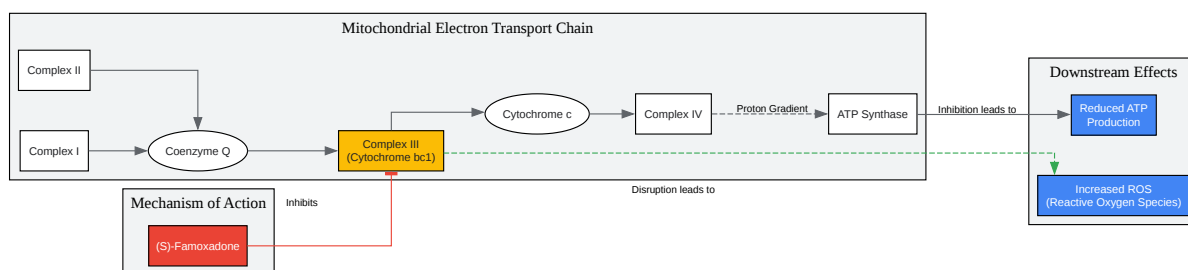 Mitochondrial Electron Transport Chain
Complex II
Complex I
Coenzyme Q
Complex III
(Cytochrome bc1)
Cytochrome c
Complex IV
Proton Gradient
ATP Synthase
Inhibition leads to
Downstream Effects
Reduced ATP
Production
Increased ROS
(Reactive Oxygen Species)
Disruption leads to
Mechanism of Action
Inhibits
(S)-Famoxadone